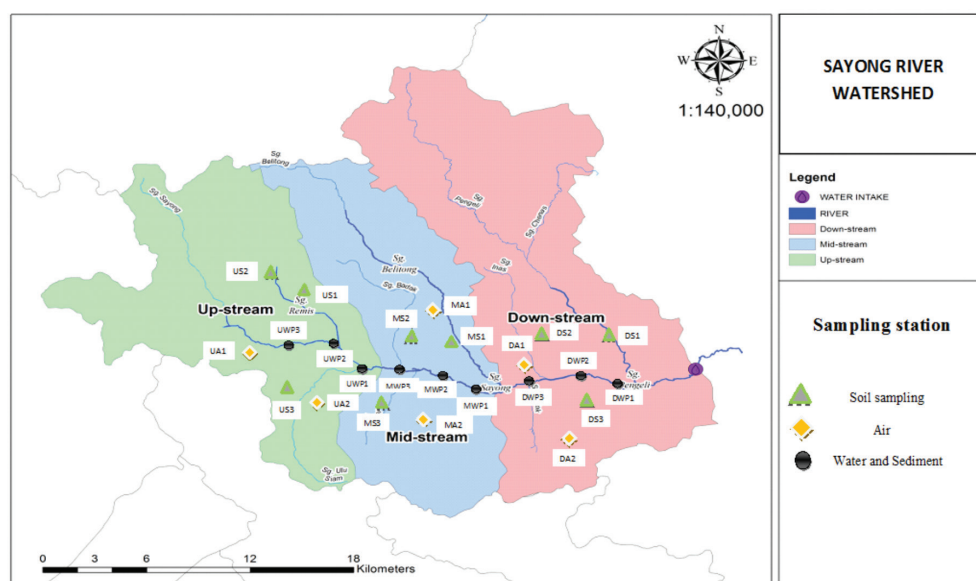 N
W
E
S
1:140,000
SAYONG RIVER
WATERSHED
Legend
WATER INTAKE
RIVER
Down-stream
Mid-stream
Up-stream
Sampling station
Soil sampling
Air
Water and Sediment
Sg. Sayong
Sg.
Belitong
Sg.
Pengeli
Sg. Chemis
Sg.
Inas
Sg.
Belitong
Sg. Badak
US2
US1
Sg.
Remis
Up-stream
MA1
MS2
MS1
Down-stream
DS2
DS1
UWP3
UA1
UWP2
DA1
DWP2
UWP1
MWP3
MWP2
MWP1
Sg.
Sayong
DWP3
Sg.
DWP1
US3
UA2
MS3
MA2
DS3
Mid-stream
DA2
Sg. Ulu
Siam
0
3
6
12
18
Kilometers